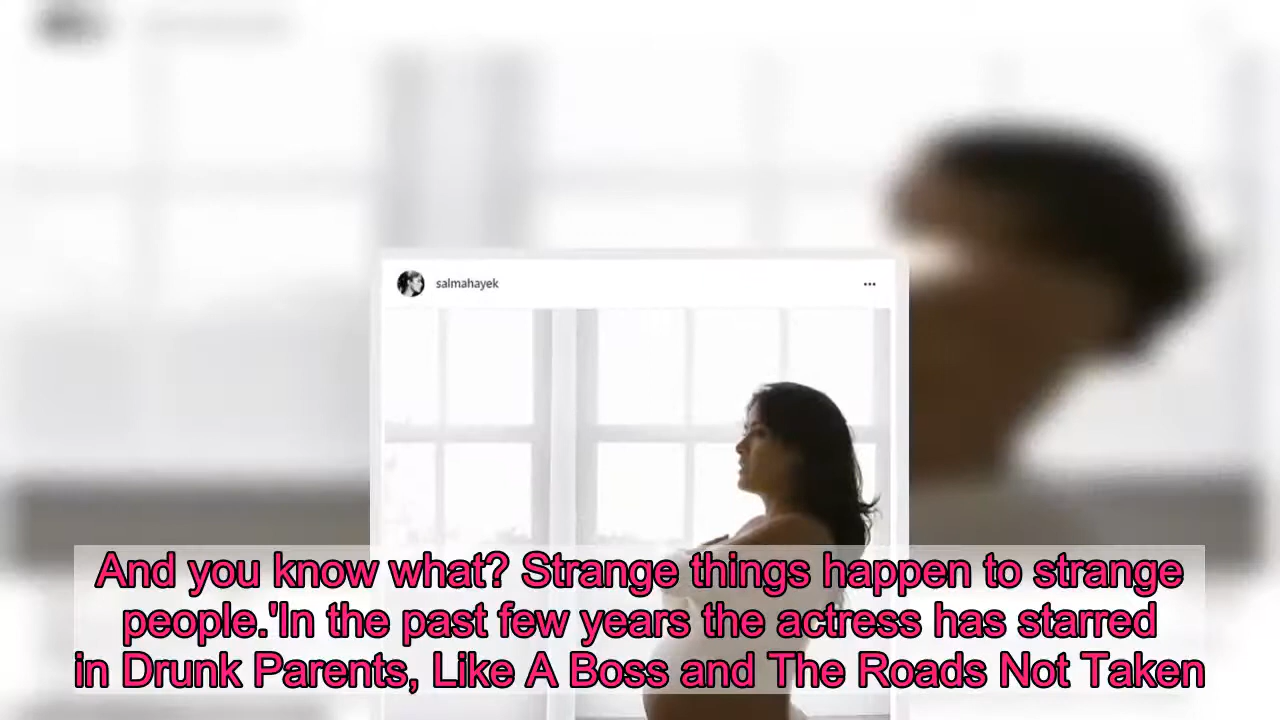 salmahayek
And you know what? Strange things happen to strange
people.'In the past few years the actress has starred
in Drunk Parents, Like A Boss and The Roads Not Taken